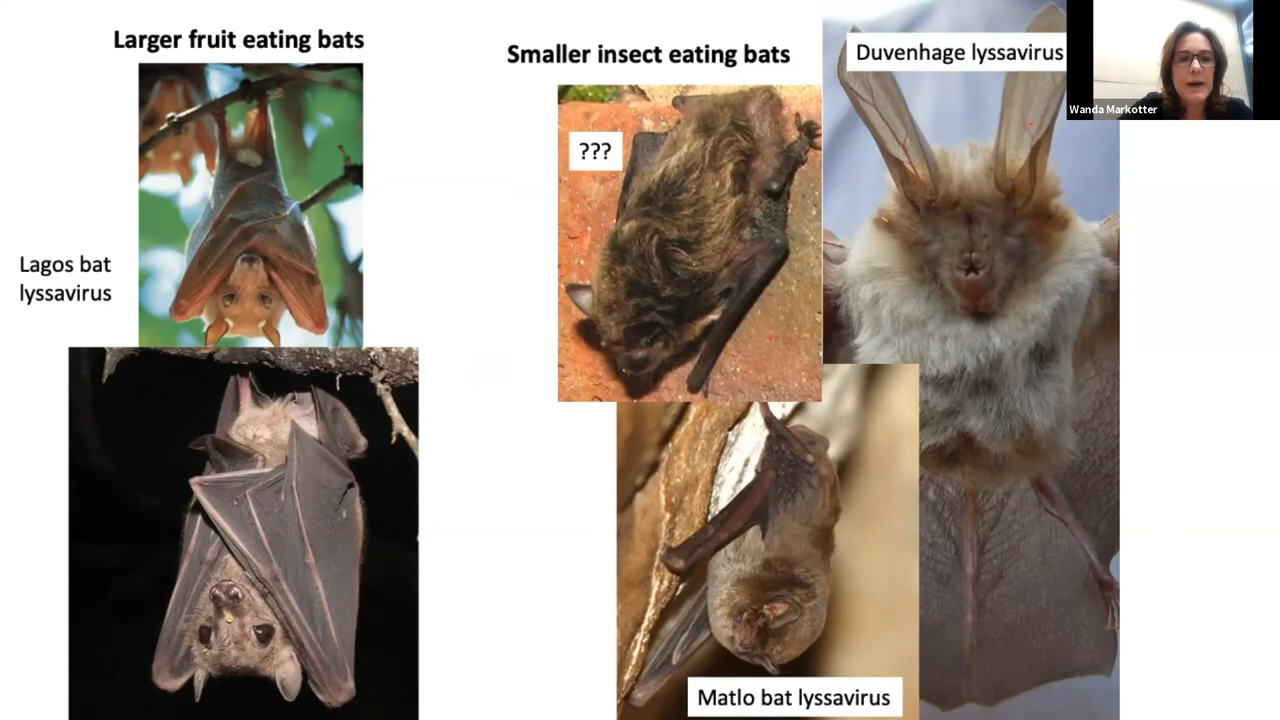 Larger fruit eating bats
Smaller insect eating bats
Duvenhage lyssavirus
Wanda Markotter
???
Lagos bat
lyssavirus
Matlo bat lyssavirus